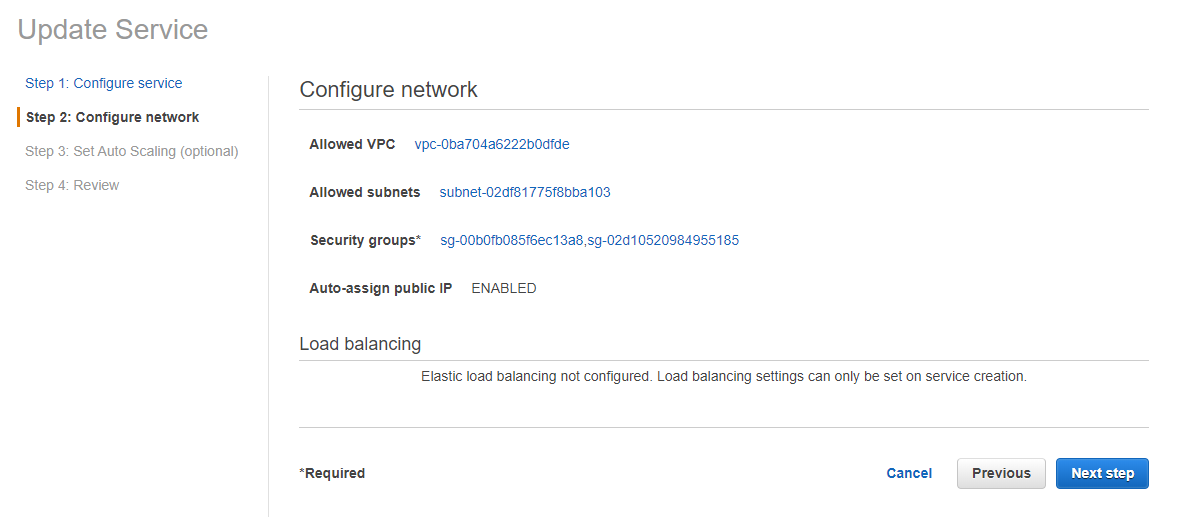 Update Service
Step 1: Configure service
Step 2: Configure network
Step 3: Set Auto Scaling (optional)
Step 4: Review
Configure network
Allowed VPC vpc-0ba704a6222b0dfde
Allowed subnets subnet-02df81775f8bba103
Security groups* sg-00b0fb085f6ec13a8,sg-02d10520984955185
Auto-assign public IP ENABLED
Load balancing
Elastic load balancing not configured. Load balancing settings can only be set on service creation.
*Required Cancel Previous Next step